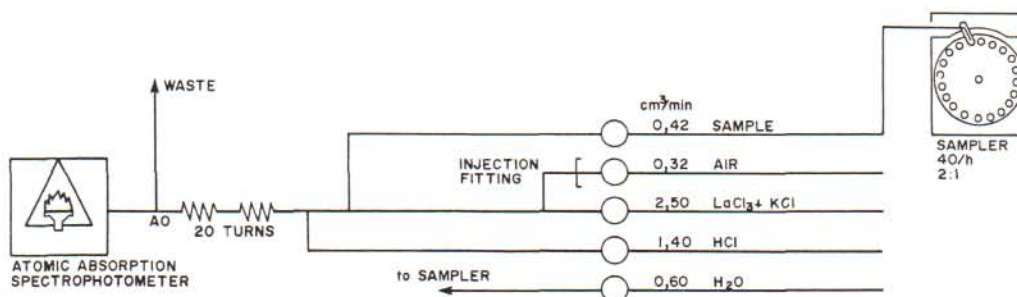 WASTE
cm³/min
0,42 SAMPLE
INJECTION
FITTING
0,32 AIR
SAMPLER
40/h
2:1
2,50 LaCl₃+ KCl
AO
20 TURNS
1,40 HCl
ATOMIC ABSORPTION
SPECTROPHOTOMETER
to SAMPLER
0,60 H₂O